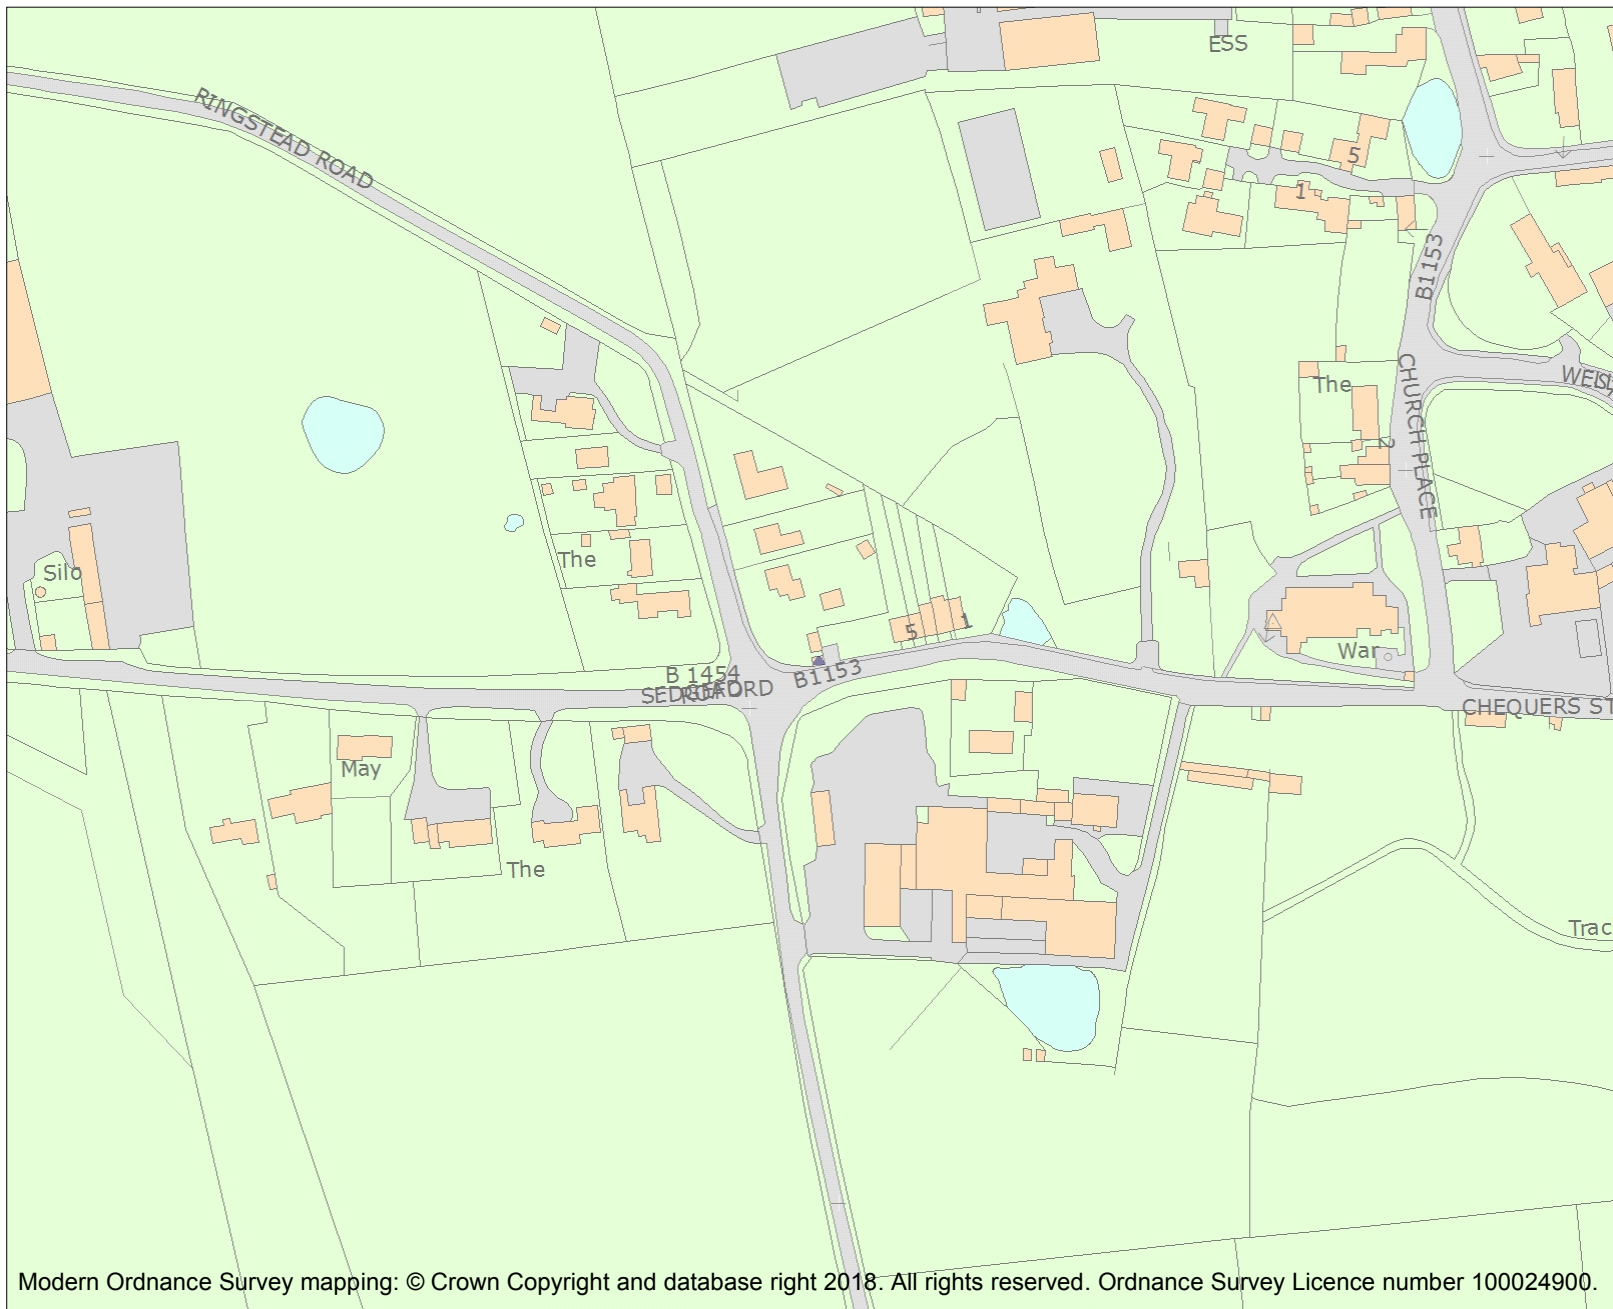 ESS
RINGSTEAD ROAD
5
1
B1153
The
CHURCH PLACE
2
Silo
The
5
1
War
B 1454
SEDGEFORD
ROAD
B1153
CHEQUERS ST
May
The
Trac
Modern Ordnance Survey mapping: © Crown Copyright and database right 2018. All rights reserved. Ordnance Survey Licence number 100024900.